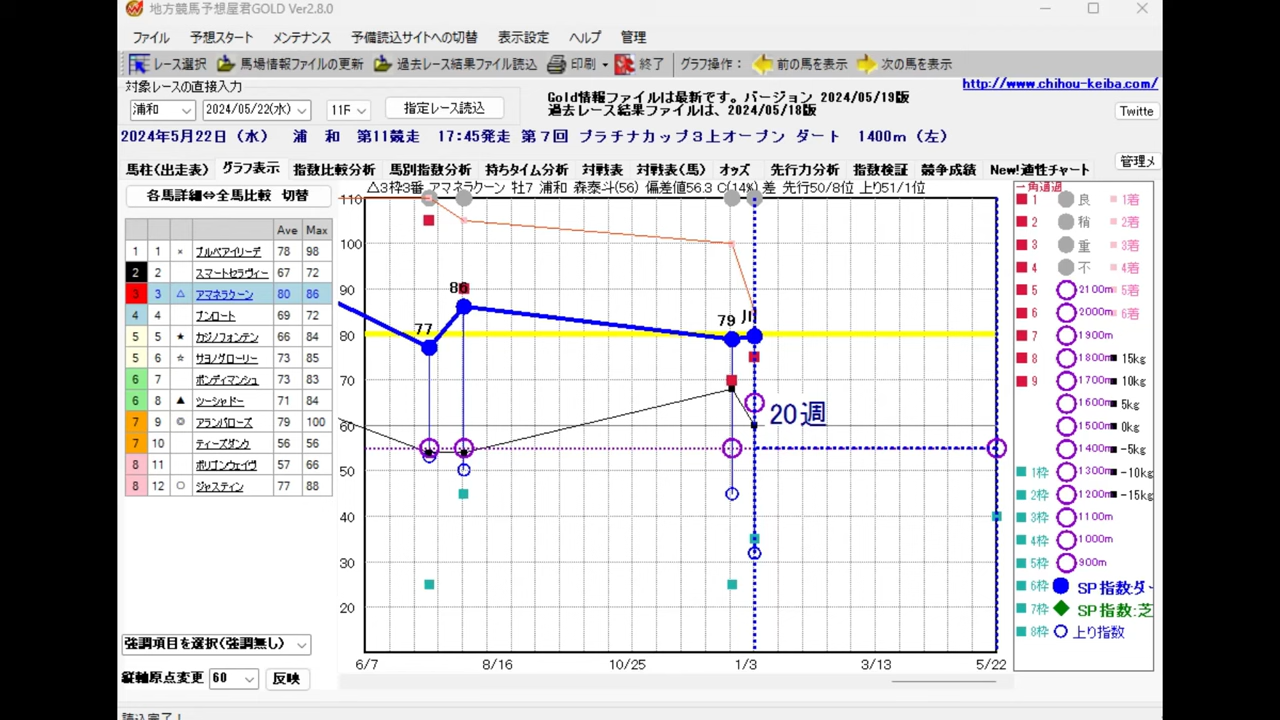 地方競馬予想屋君GOLD Ver2.8.0
ファイル 予想スタート メンテナンス 予備読込サイトへの切替 表示設定 ヘルプ 管理
レース選択 馬場情報ファイルの更新 過去レース結果ファイル読込 印刷 終了 グラフ操作： 前の馬を表示 次の馬を表示
対象レースの直接入力
http://www.chihou-keiba.com/
浦和 2024/05/22(水) 11F 指定レース読込
Gold情報ファイルは最新です。バージョン 2024/05/19版
過去レース結果ファイルは、2024/05/18版
Twitte
2024年5月22日（水） 浦 和 第11競走 17:45発走 第７回 プラチナカップ３上オープン ダート 1400m（左）
管理メ
馬柱(出走表) グラフ表示 指数比較分析 馬別指数分析 持ちタイム分析 対戦表 対戦表(馬) オッズ 先行力分析 指数検証 競争成績 New!適性チャート
各馬詳細⇔全馬比較 切替
△3枠3番 アマネラクーン 牡7 浦和 森泰斗(56) 偏差値56.3 C(14%) 差 先行50/8位 上り51/1位
Ave Max
1 1 × ブルベアイリーデ 78 98
2 2 スマートセラヴィー 67 72
3 3 △ アマネラクーン 80 86
4 4 ブンロート 69 72
5 5 ★ カジノフォンテン 66 84
5 6 ☆ サヨノグローリー 73 85
6 7 ボンディマンシュ 73 83
6 8 ▲ ツーシャドー 71 84
7 9 ◎ アランバローズ 79 100
7 10 ティーズダンク 56 56
8 11 ポリゴンウェイヴ 57 66
8 12 ○ ジャスティン 77 88
110
100
90
80
70
60
50
40
30
20
77
86
79
川
20週
6/7 8/16 10/25 1/3 3/13 5/22
一角通過
1 良 1着
2 稍 2着
3 重 3着
4 不 4着
5 2100m 5着
6 2000m 6着
7 1900m
8 1800m 15kg
9 1700m 10kg
1600m 5kg
1500m 0kg
1400m -5kg
1枠 1300m -10kg
2枠 1200m -15kg
3枠 1100m
4枠 1000m
5枠 900m
6枠 SP指数:ダ-
7枠 SP指数:芝
8枠 上り指数
強調項目を選択(強調無し)
縦軸原点変更 60 反映
読込完了！